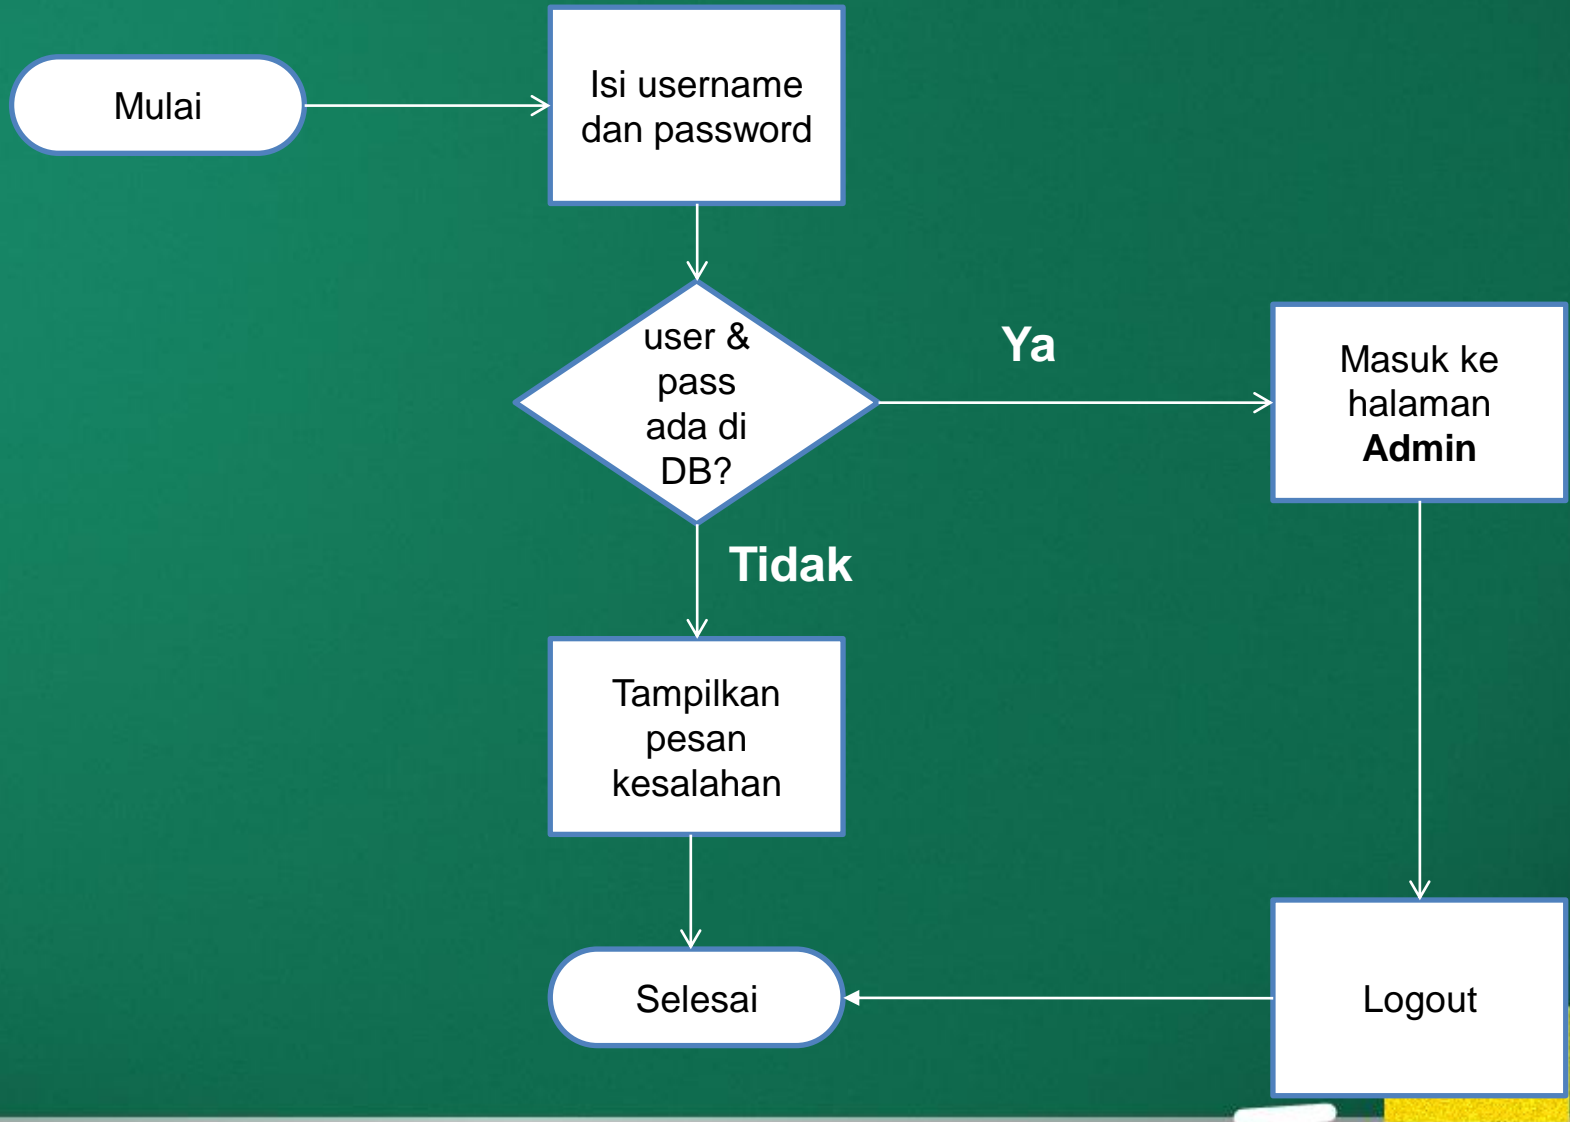 Mulai
Isi username
dan password
user &
pass
ada di
DB?
Ya
Masuk ke
halaman
Admin
Tidak
Tampilkan
pesan
kesalahan
Selesai
Logout